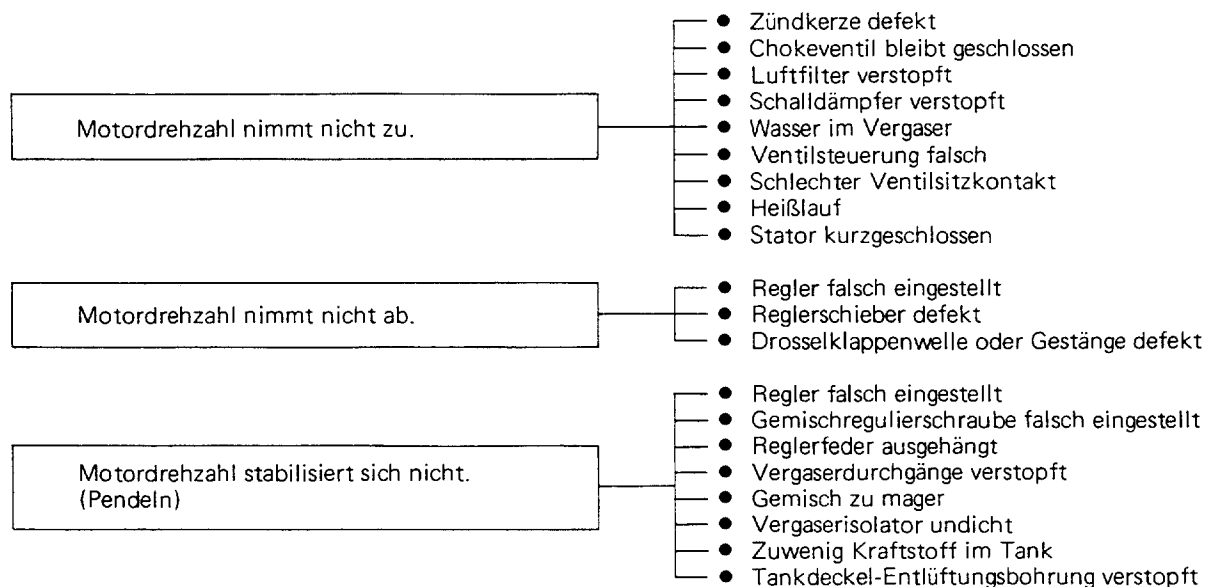 Motordrehzahl nimmt nicht zu.
● Zündkerze defekt
● Chokeventil bleibt geschlossen
● Luftfilter verstopft
● Schalldämpfer verstopft
● Wasser im Vergaser
● Ventilsteuerung falsch
● Schlechter Ventilsitzkontakt
● Heißlauf
● Stator kurzgeschlossen
Motordrehzahl nimmt nicht ab.
● Regler falsch eingestellt
● Reglerschieber defekt
● Drosselklappenwelle oder Gestänge defekt
Motordrehzahl stabilisiert sich nicht.
(Pendeln)
● Regler falsch eingestellt
● Gemischregulierschraube falsch eingestellt
● Reglerfeder ausgehängt
● Vergaserdurchgänge verstopft
● Gemisch zu mager
● Vergaserisolator undicht
● Zuwenig Kraftstoff im Tank
● Tankdeckel-Entlüftungsbohrung verstopft